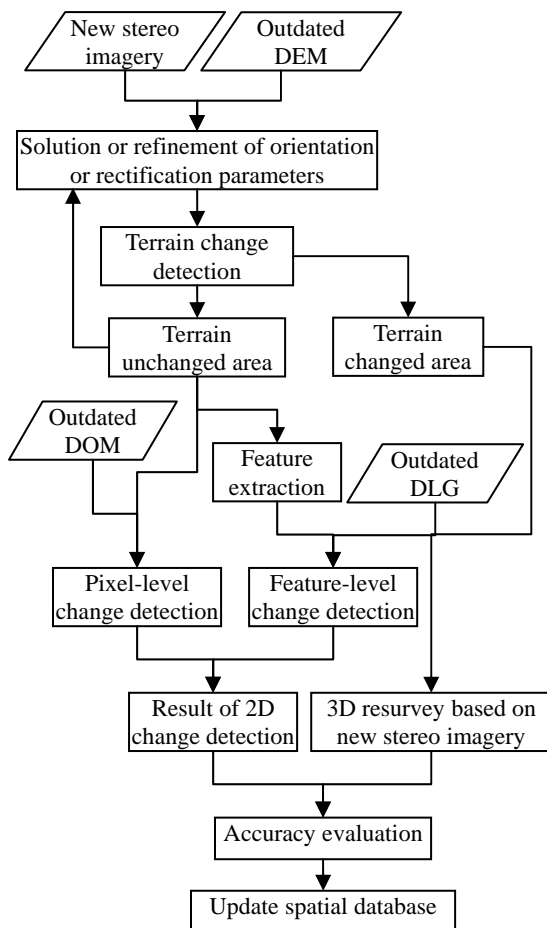 New stereo
imagery
Outdated
DEM
Solution or refinement of orientation
or rectification parameters
Terrain change
detection
Terrain
unchanged area
Terrain
changed area
Outdated
DOM
Feature
extraction
Outdated
DLG
Pixel-level
change detection
Feature-level
change detection
Result of 2D
change detection
3D resurvey based on
new stereo imagery
Accuracy evaluation
Update spatial database